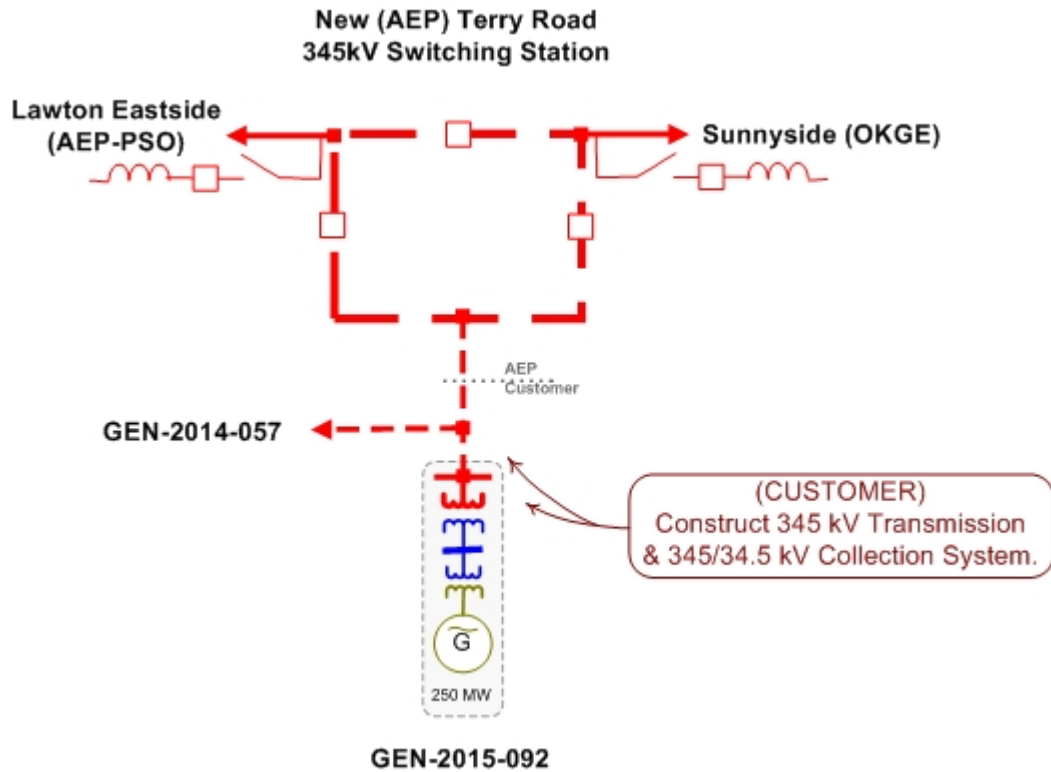 New (AEP) Terry Road
345kV Switching Station
Lawton Eastside
(AEP-PSO)
Sunnyside (OKGE)
AEP
Customer
GEN-2014-057
(CUSTOMER)
Construct 345 kV Transmission
& 345/34.5 kV Collection System.
G
250 MW
GEN-2015-092